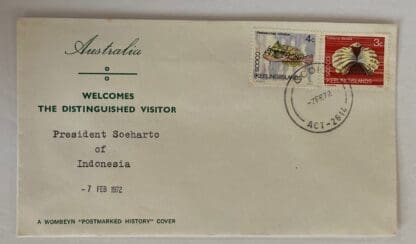 Australia
WELCOMES
THE DISTINGUISHED VISITOR
President Soeharto
of
Indonesia
-7 FEB 1972
A WOMBEYN "POSTMARKED HISTORY" COVER
4c
COCOS
KEELING ISLANDS
3c
COCOS
KEELING ISLANDS
ACT-2614